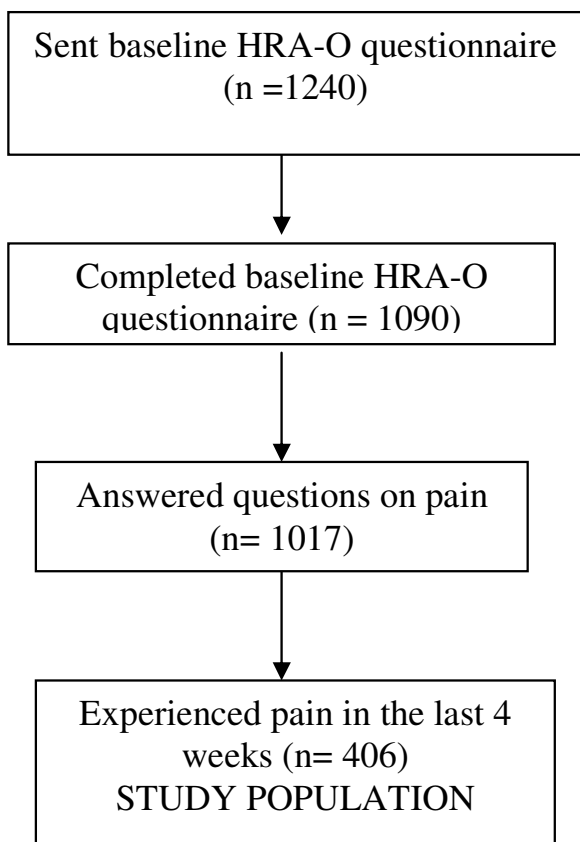 Sent baseline HRA-O questionnaire
(n =1240)
Completed baseline HRA-O
questionnaire (n = 1090)
Answered questions on pain
(n= 1017)
Experienced pain in the last 4
weeks (n= 406)
STUDY POPULATION